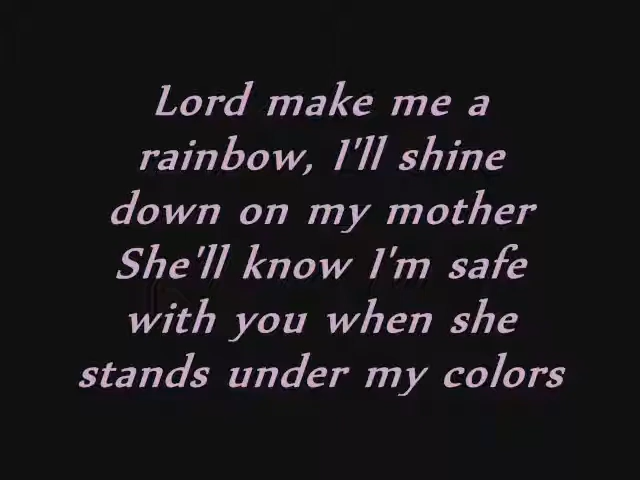 Lord make me a
rainbow, I'll shine
down on my mother
She'll know I'm safe
with you when she
stands under my colors